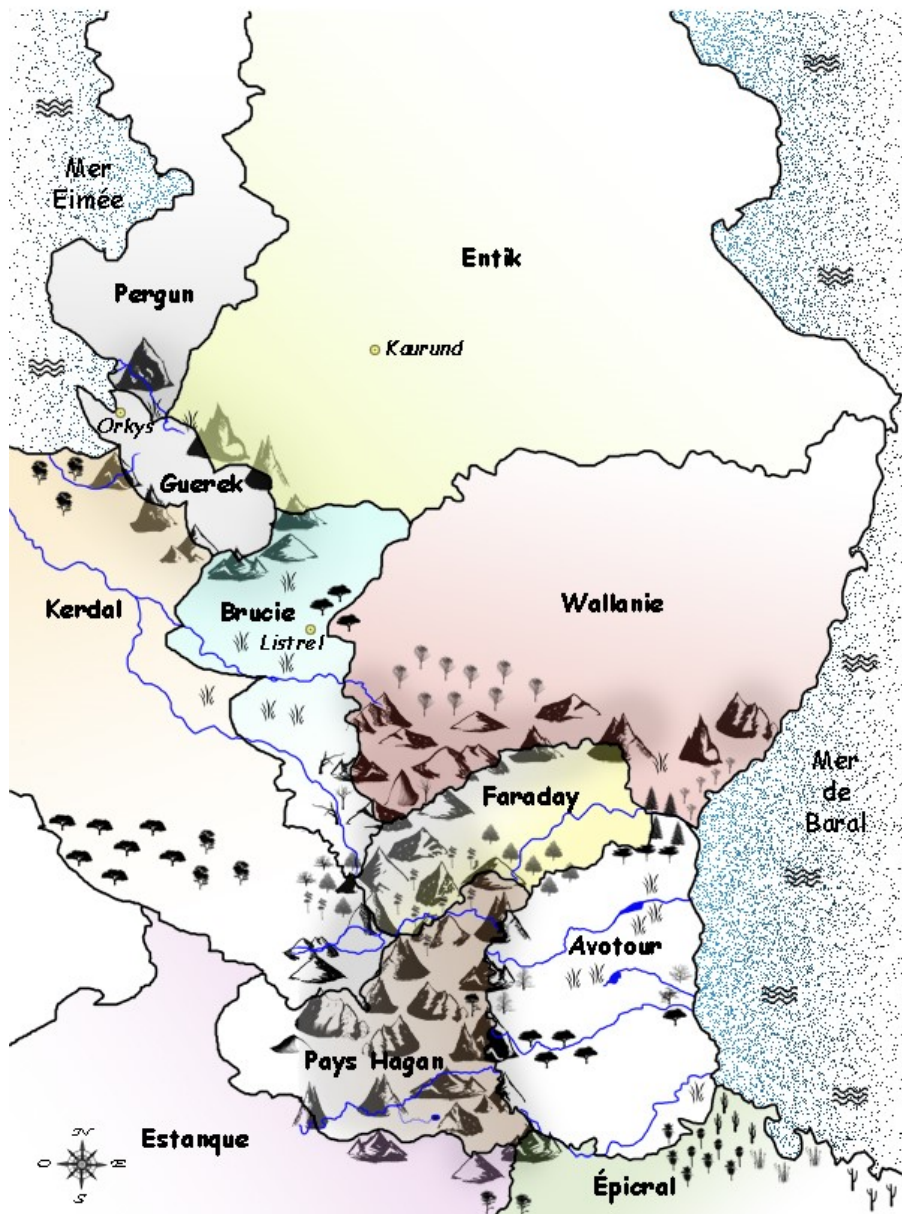 Mer
Eimée
Entik
Pergun
Kaurund
Orkys
Guerek
Kerdal
Brucie
Wallanie
Listrel
Mer
de
Baral
Faraday
Avotour
Pays Hagan
Estanque
Épicral
N
O
E
S